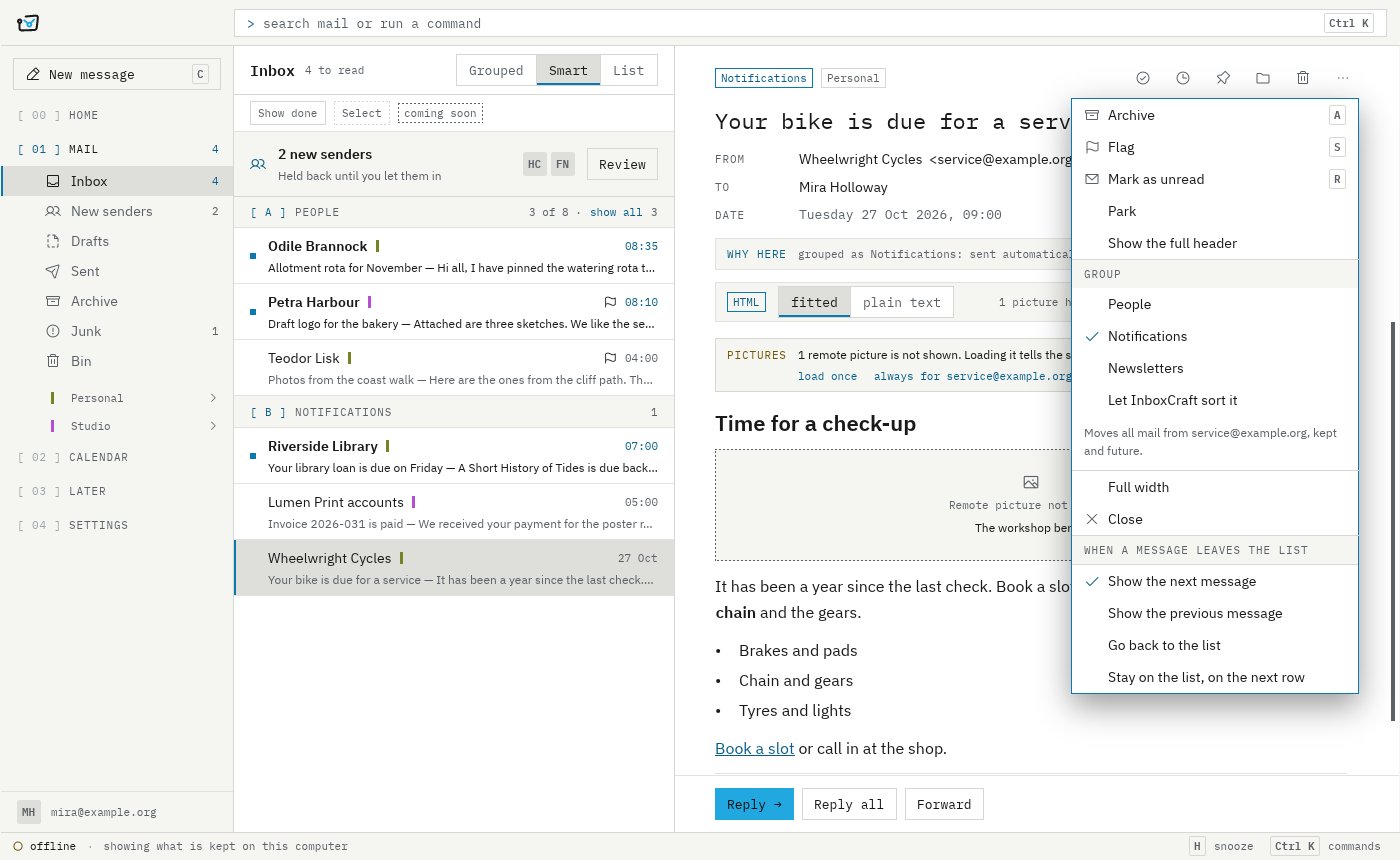 > search mail or run a command Ctrl K
New message C
[ 00 ] HOME
[ 01 ] MAIL 4
Inbox 4
New senders 2
Drafts
Sent
Archive
Junk 1
Bin
Personal
Studio
[ 02 ] CALENDAR
[ 03 ] LATER
[ 04 ] SETTINGS
MH mira@example.org
Inbox 4 to read Grouped Smart List
Show done Select coming soon
2 new senders
Held back until you let them in
HC FN Review
[ A ] PEOPLE 3 of 8 · show all 3
Odile Brannock 08:35
Allotment rota for November — Hi all, I have pinned the watering rota t…
Petra Harbour 08:10
Draft logo for the bakery — Attached are three sketches. We like the se…
Teodor Lisk 04:00
Photos from the coast walk — Here are the ones from the cliff path. Th…
[ B ] NOTIFICATIONS 1
Riverside Library 07:00
Your library loan is due on Friday — A Short History of Tides is due back…
Lumen Print accounts 05:00
Invoice 2026-031 is paid — We received your payment for the poster r…
Wheelwright Cycles 27 Oct
Your bike is due for a service — It has been a year since the last check.…
Notifications Personal
Your bike is due for a serv
FROM Wheelwright Cycles <service@example.org
TO Mira Holloway
DATE Tuesday 27 Oct 2026, 09:00
WHY HERE grouped as Notifications: sent automatical
HTML fitted plain text 1 picture h
PICTURES 1 remote picture is not shown. Loading it tells the s
load once always for service@example.org
Time for a check-up
Remote picture not
The workshop ben
It has been a year since the last check. Book a slo
chain and the gears.
• Brakes and pads
• Chain and gears
• Tyres and lights
Book a slot or call in at the shop.
Reply → Reply all Forward
Archive A
Flag S
Mark as unread R
Park
Show the full header
GROUP
People
Notifications
Newsletters
Let InboxCraft sort it
Moves all mail from service@example.org, kept
and future.
Full width
Close
WHEN A MESSAGE LEAVES THE LIST
Show the next message
Show the previous message
Go back to the list
Stay on the list, on the next row
offline · showing what is kept on this computer
H snooze Ctrl K commands